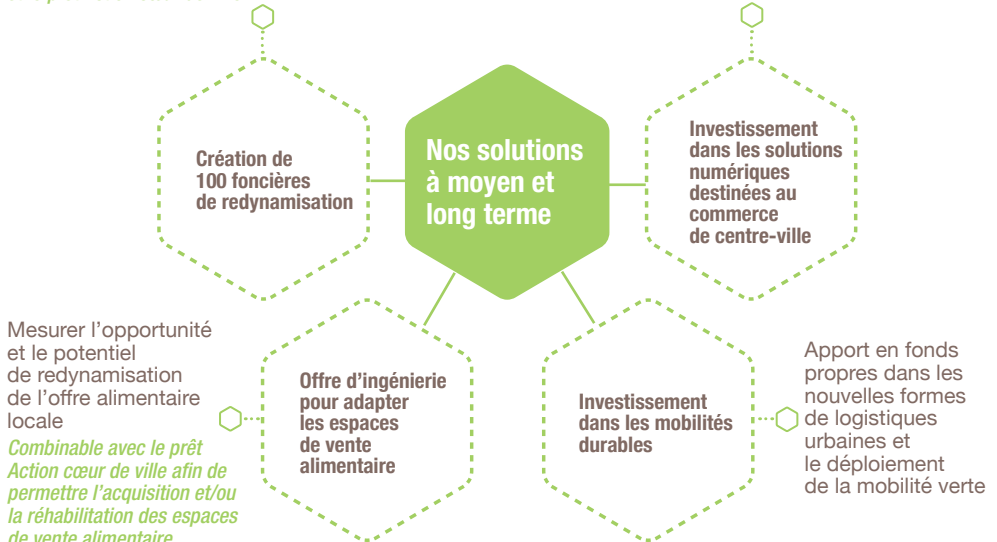 Nos solutions
à moyen et
long terme
Création de
100 foncières
de redynamisation
Investissement
dans les solutions
numériques
destinées au
commerce
de centre-ville
Mesurer l’opportunité
et le potentiel
de redynamisation
de l’offre alimentaire
locale
Combinable avec le prêt
Action cœur de ville afin de
permettre l’acquisition et/ou
la réhabilitation des espaces
de vente alimentaire
Offre d’ingénierie
pour adapter
les espaces
de vente
alimentaire
Investissement
dans les mobilités
durables
Apport en fonds
propres dans les
nouvelles formes
de logistiques
urbaines et
le déploiement
de la mobilité verte